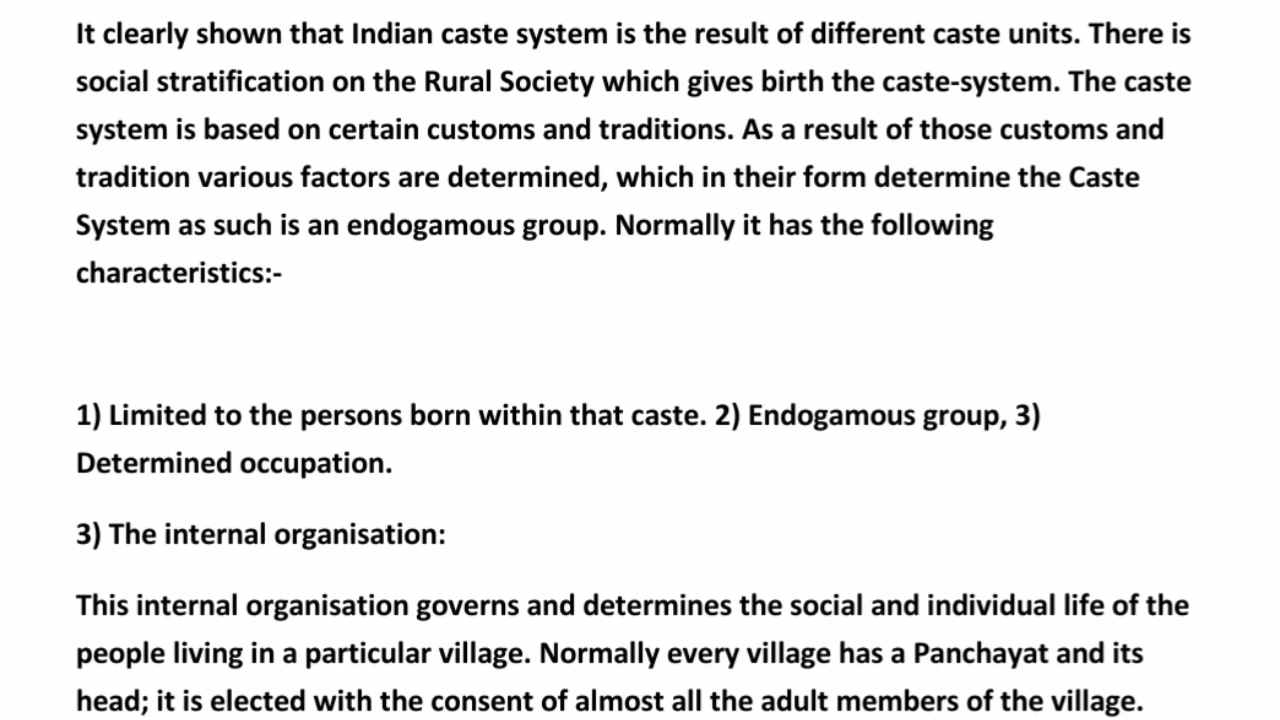 It clearly shown that Indian caste system is the result of different caste units. There is
social stratification on the Rural Society which gives birth the caste-system. The caste
system is based on certain customs and traditions. As a result of those customs and
tradition various factors are determined, which in their form determine the Caste
System as such is an endogamous group. Normally it has the following
characteristics:-
1) Limited to the persons born within that caste. 2) Endogamous group, 3)
Determined occupation.
3) The internal organisation:
This internal organisation governs and determines the social and individual life of the
people living in a particular village. Normally every village has a Panchayat and its
head; it is elected with the consent of almost all the adult members of the village.